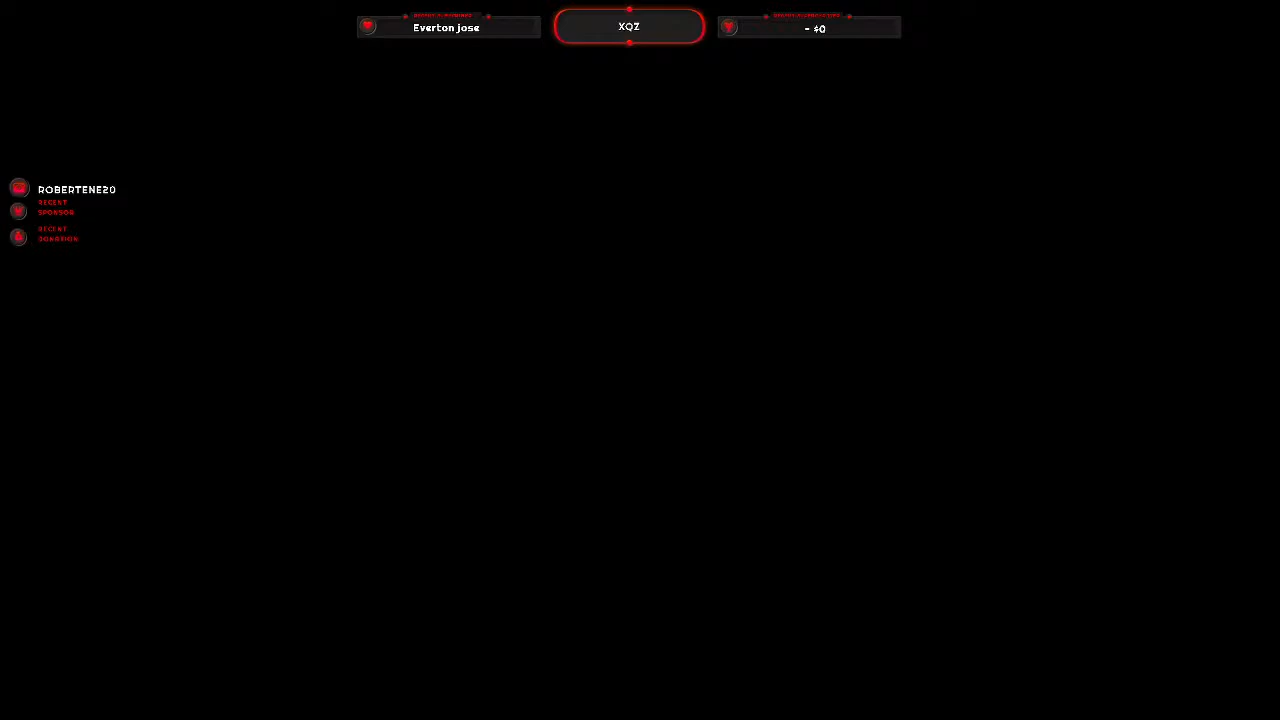 Everton jose
XQZ
- $0
ROBERTENE20
RECENT
SPONSOR
RECENT
DONATION